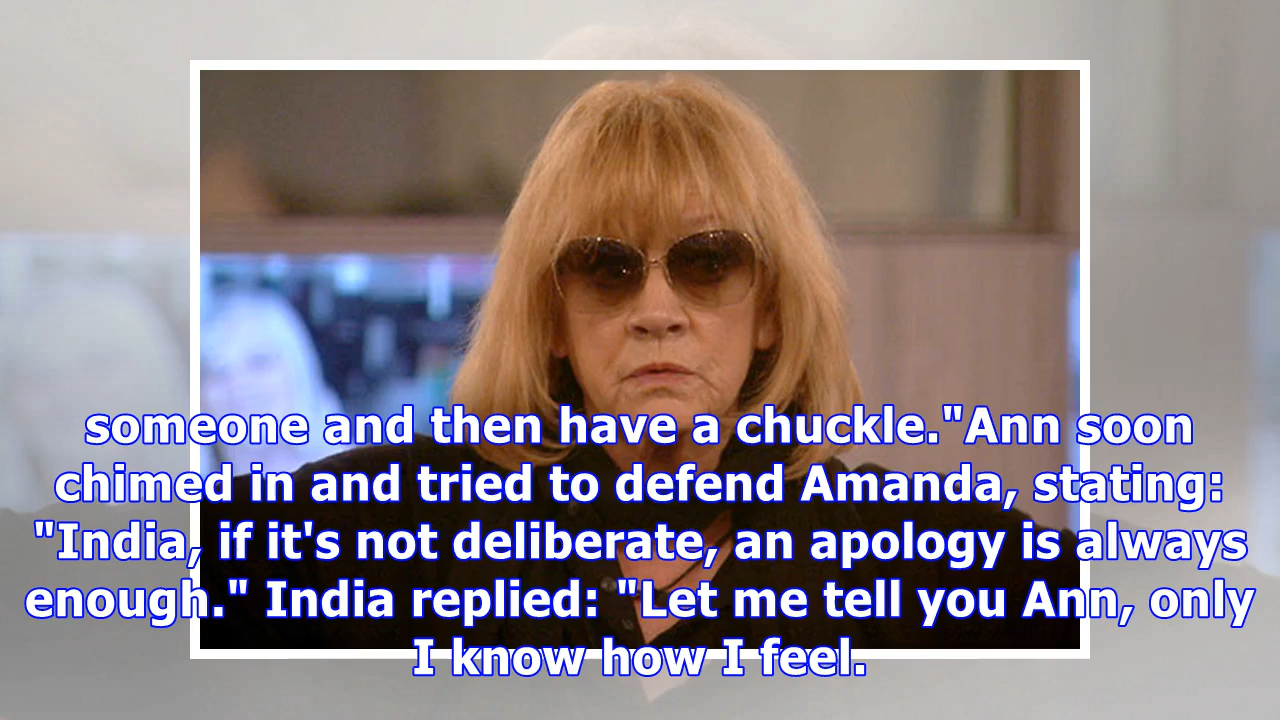 someone and then have a chuckle."Ann soon
chimed in and tried to defend Amanda, stating:
"India, if it's not deliberate, an apology is always
enough." India replied: "Let me tell you Ann, only
I know how I feel.